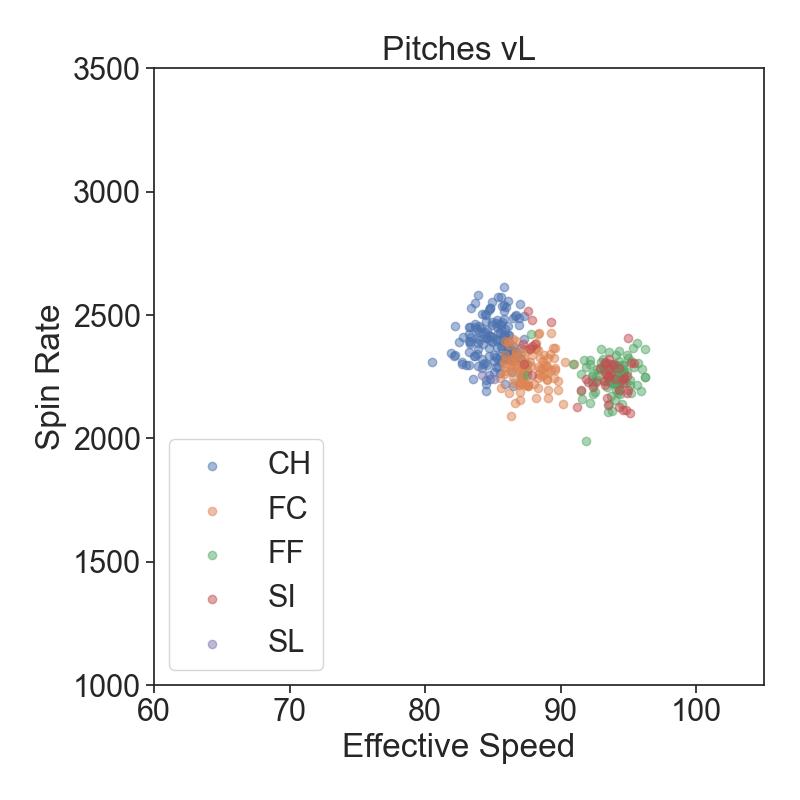 Pitches vL
3500
3000
2500
2000
1500
1000
Spin Rate
CH
FC
FF
SI
SL
60 70 80 90 100
Effective Speed